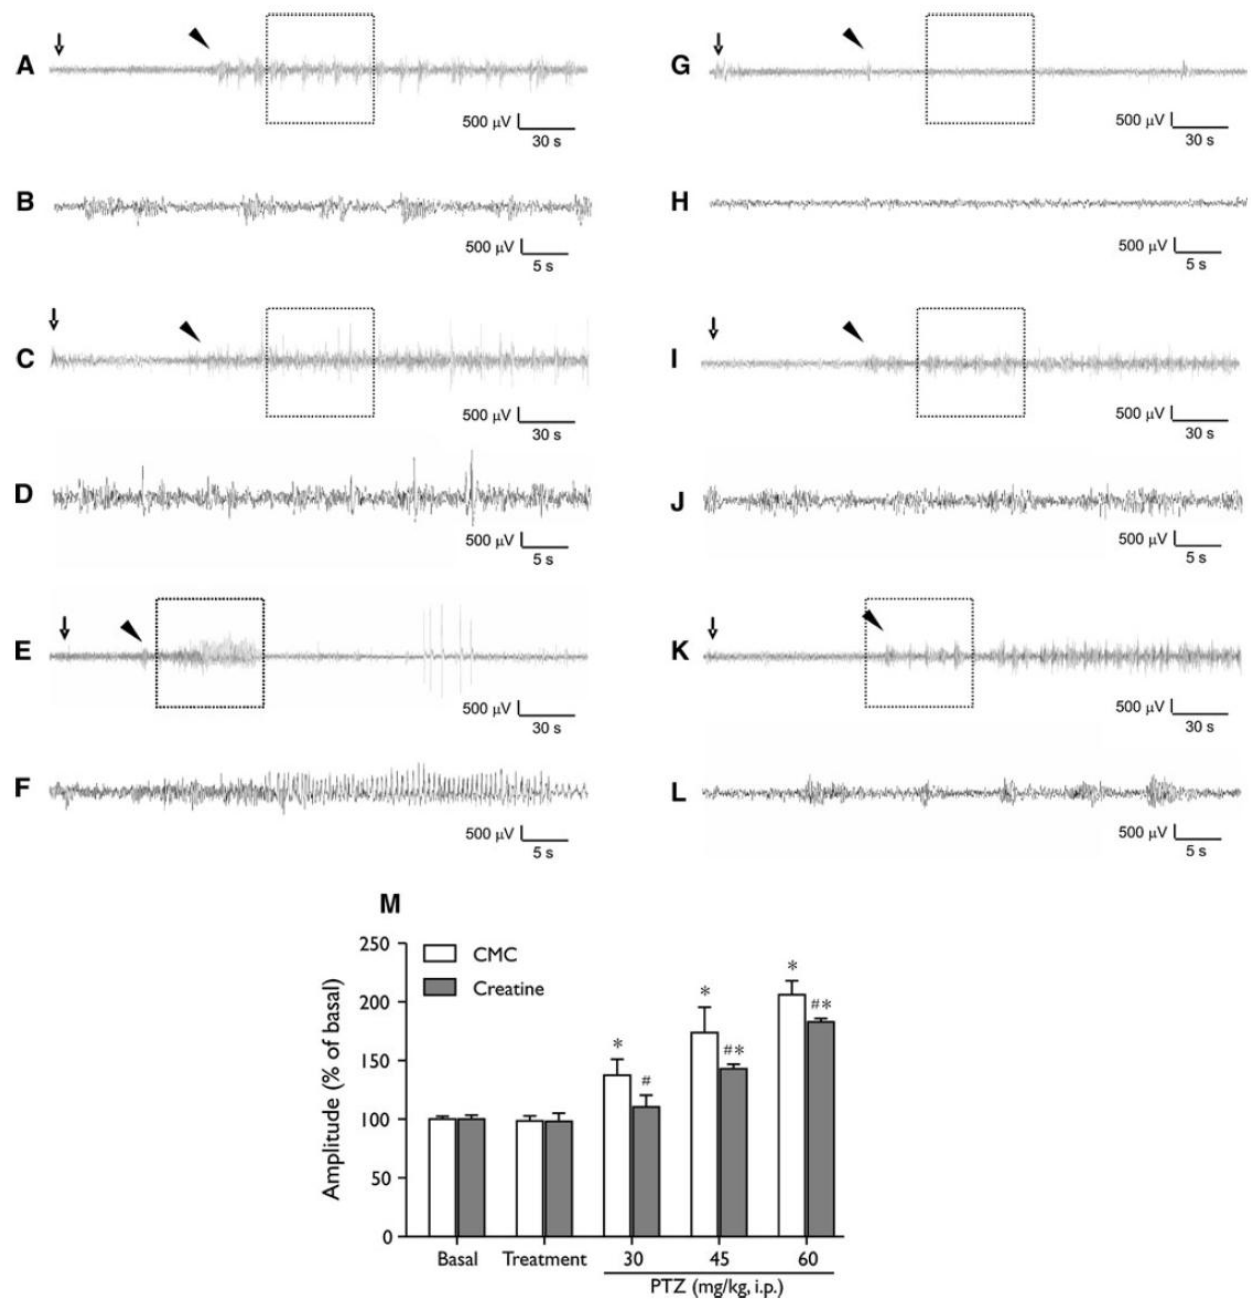 A
500 µV
30 s
G
500 µV
30 s
B
500 µV
5 s
H
500 µV
5 s
C
500 µV
30 s
I
500 µV
30 s
D
500 µV
5 s
J
500 µV
5 s
E
500 µV
30 s
K
500 µV
30 s
F
500 µV
5 s
L
500 µV
5 s
M
Amplitude (% of basal)
250
200
150
100
50
0
CMC
Creatine
*
#
*
#*
*
#*
Basal Treatment 30 45 60
PTZ (mg/kg, i.p.)